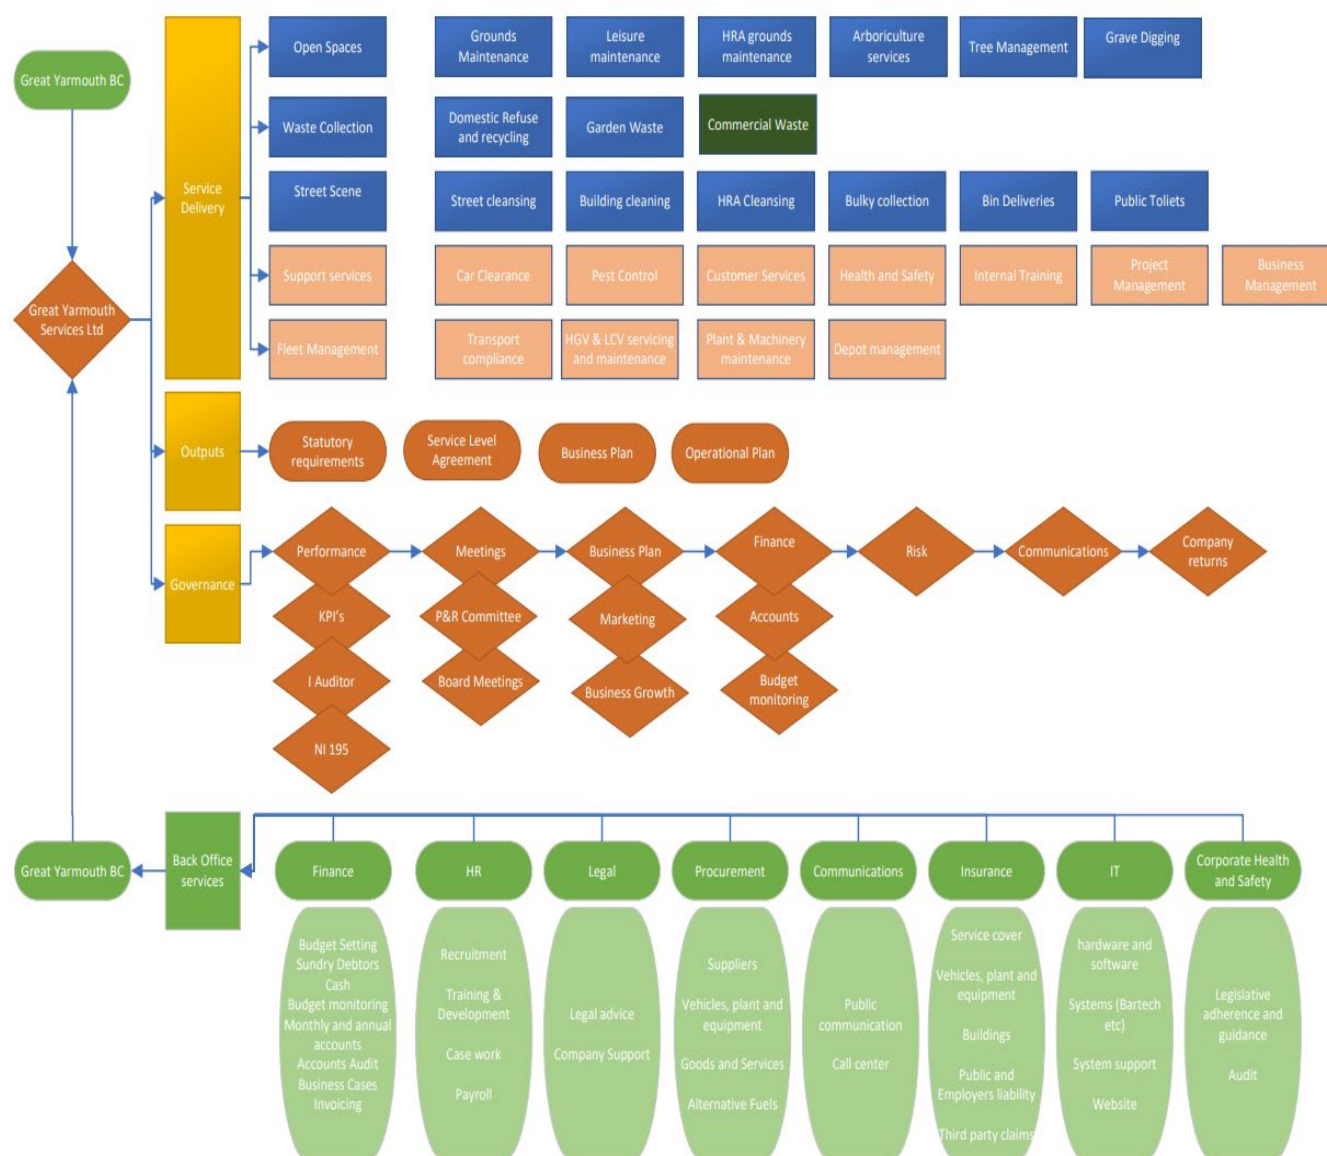 Great Yarmouth BC
Great Yarmouth
Services Ltd
Service
Delivery
Open Spaces
Grounds
Maintenance
Leisure
maintenance
HRA grounds
maintenance
Arboriculture
services
Tree Management
Grave Digging
Waste Collection
Domestic Refuse
and recycling
Garden Waste
Commercial Waste
Street Scene
Street cleansing
Building cleaning
HRA Cleansing
Bulky collection
Bin Deliveries
Public Toliets
Support services
Car Clearance
Pest Control
Customer Services
Health and Safety
Internal Training
Project
Management
Business
Management
Fleet Management
Transport
compliance
HGV & LCV servicing
and maintenance
Plant & Machinery
maintenance
Depot management
Outputs
Statutory
requirements
Service Level
Agreement
Business Plan
Operational Plan
Governance
Performance
Meetings
Business Plan
Finance
Risk
Communications
Company
returns
KPI's
P&R Committee
Marketing
Accounts
I Auditor
Board Meetings
Business Growth
Budget
monitoring
NI 195
Great Yarmouth BC
Back Office
services
Finance
HR
Legal
Procurement
Communications
Insurance
IT
Corporate Health
and Safety
Budget Setting
Sundry Debtors
Cash
Budget monitoring
Monthly and annual
accounts
Accounts Audit
Business Cases
Invoicing
Recruitment
Training &
Development
Case work
Payroll
Legal advice
Company Support
Suppliers
Vehicles, plant and
equipment
Goods and Services
Alternative Fuels
Public
communication
Call center
Service cover
Vehicles, plant and
equipment
Buildings
Public and
Employers liability
Third party claims
hardware and
software
Systems (Bartech
etc)
System support
Website
Legislative
adherence and
guidance
Audit